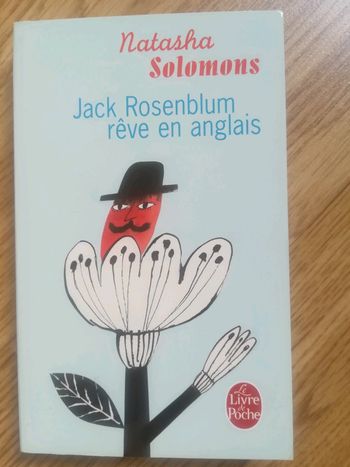 Natasha
Solomons
Jack Rosenblum
rêve en anglais
Le
Livre
de
Poche